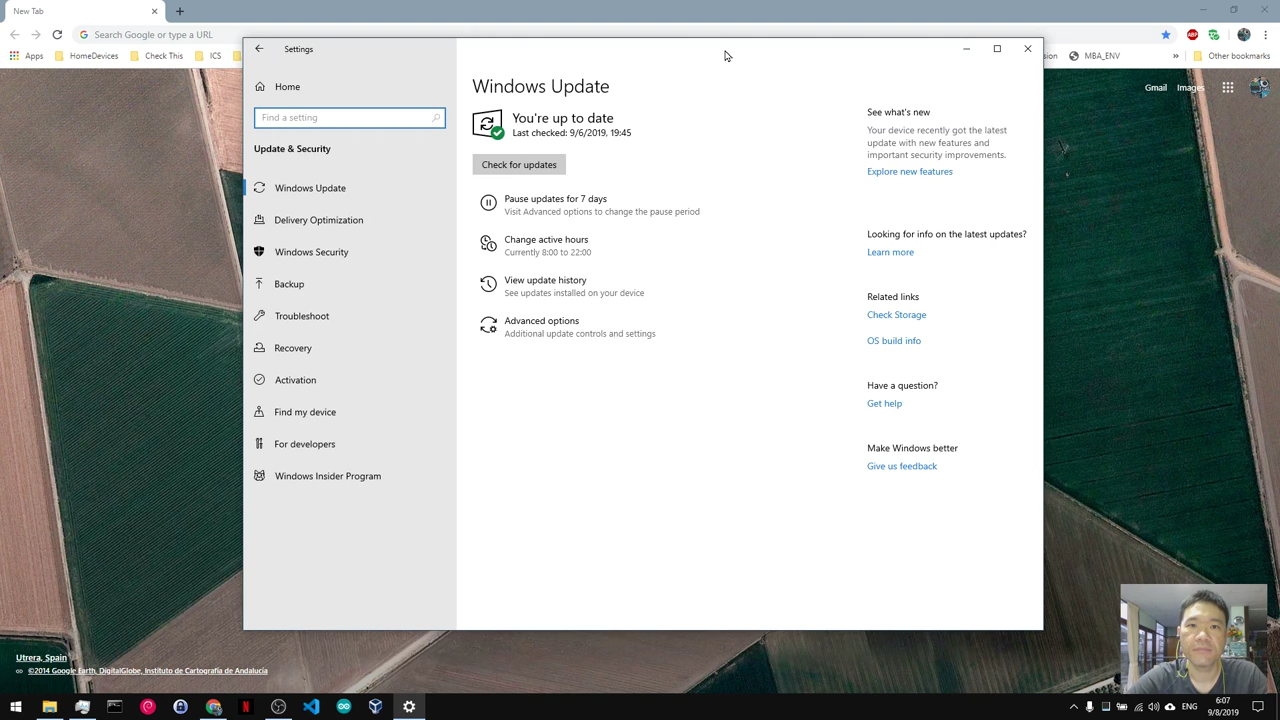 New Tab
Search Google or type a URL
Apps
HomeDevices
Check This
ICS
sion
MBA_ENV
»
Other bookmarks
ABP
Gmail
Images
Settings
Home
Find a setting
Update & Security
Windows Update
Delivery Optimization
Windows Security
Backup
Troubleshoot
Recovery
Activation
Find my device
For developers
Windows Insider Program
Windows Update
You're up to date
Last checked: 9/6/2019, 19:45
Check for updates
Pause updates for 7 days
Visit Advanced options to change the pause period
Change active hours
Currently 8:00 to 22:00
View update history
See updates installed on your device
Advanced options
Additional update controls and settings
See what's new
Your device recently got the latest
update with new features and
important security improvements.
Explore new features
Looking for info on the latest updates?
Learn more
Related links
Check Storage
OS build info
Have a question?
Get help
Make Windows better
Give us feedback
Utrera, Spain
©2014 Google Earth, DigitalGlobe, Instituto de Cartografía de Andalucía
ENG
6:07
9/8/2019